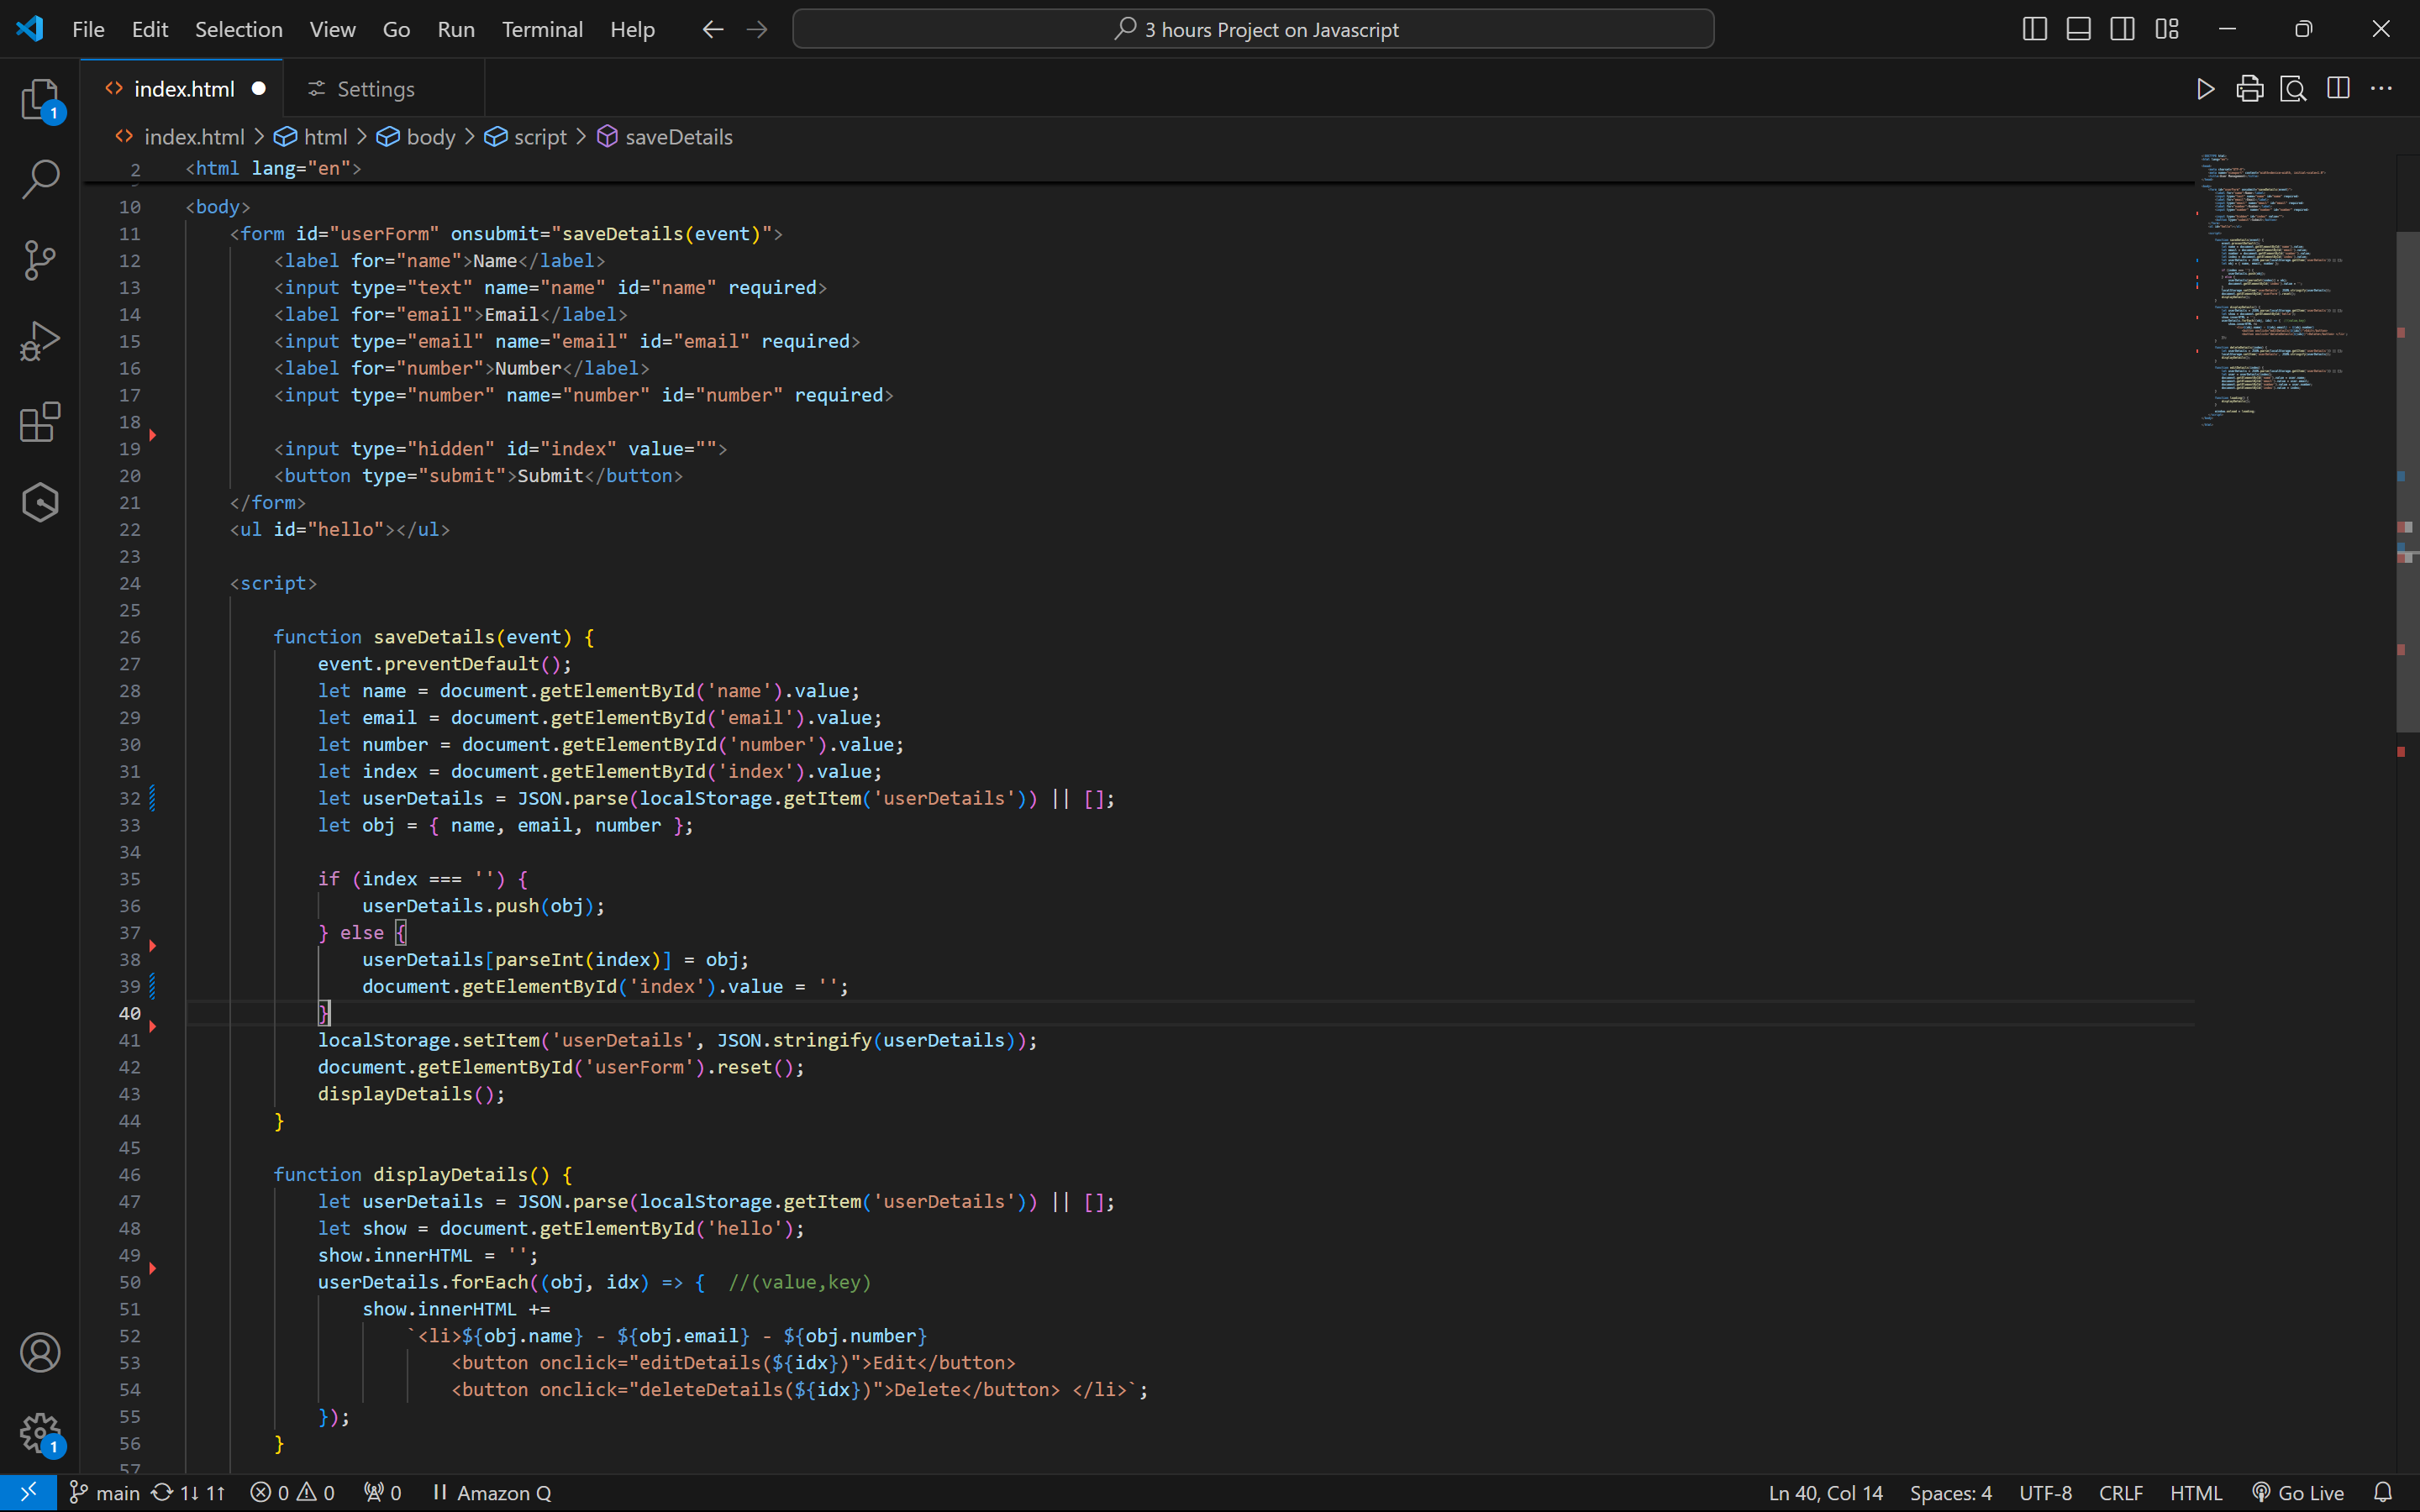 File Edit Selection View Go Run Terminal Help 3 hours Project on Javascript
index.html Settings
index.html > html > body > script > saveDetails
2 <html lang="en">
10 <body>
11 <form id="userForm" onsubmit="saveDetails(event)">
12 <label for="name">Name</label>
13 <input type="text" name="name" id="name" required>
14 <label for="email">Email</label>
15 <input type="email" name="email" id="email" required>
16 <label for="number">Number</label>
17 <input type="number" name="number" id="number" required>
18
19 <input type="hidden" id="index" value="">
20 <button type="submit">Submit</button>
21 </form>
22 <ul id="hello"></ul>
23
24 <script>
25
26 function saveDetails(event) {
27 event.preventDefault();
28 let name = document.getElementById('name').value;
29 let email = document.getElementById('email').value;
30 let number = document.getElementById('number').value;
31 let index = document.getElementById('index').value;
32 let userDetails = JSON.parse(localStorage.getItem('userDetails')) || [];
33 let obj = { name, email, number };
34
35 if (index === '') {
36 userDetails.push(obj);
37 } else {
38 userDetails[parseInt(index)] = obj;
39 document.getElementById('index').value = '';
40 }
41 localStorage.setItem('userDetails', JSON.stringify(userDetails));
42 document.getElementById('userForm').reset();
43 displayDetails();
44 }
45
46 function displayDetails() {
47 let userDetails = JSON.parse(localStorage.getItem('userDetails')) || [];
48 let show = document.getElementById('hello');
49 show.innerHTML = '';
50 userDetails.forEach((obj, idx) => { //(value,key)
51 show.innerHTML +=
52 `<li>${obj.name} - ${obj.email} - ${obj.number}
53 <button onclick="editDetails(${idx})">Edit</button>
54 <button onclick="deleteDetails(${idx})">Delete</button> </li>`;
55 });
56 }
57
main 1↓ 1↑ 0 0 0 Amazon Q Ln 40, Col 14 Spaces: 4 UTF-8 CRLF HTML Go Live
1
1